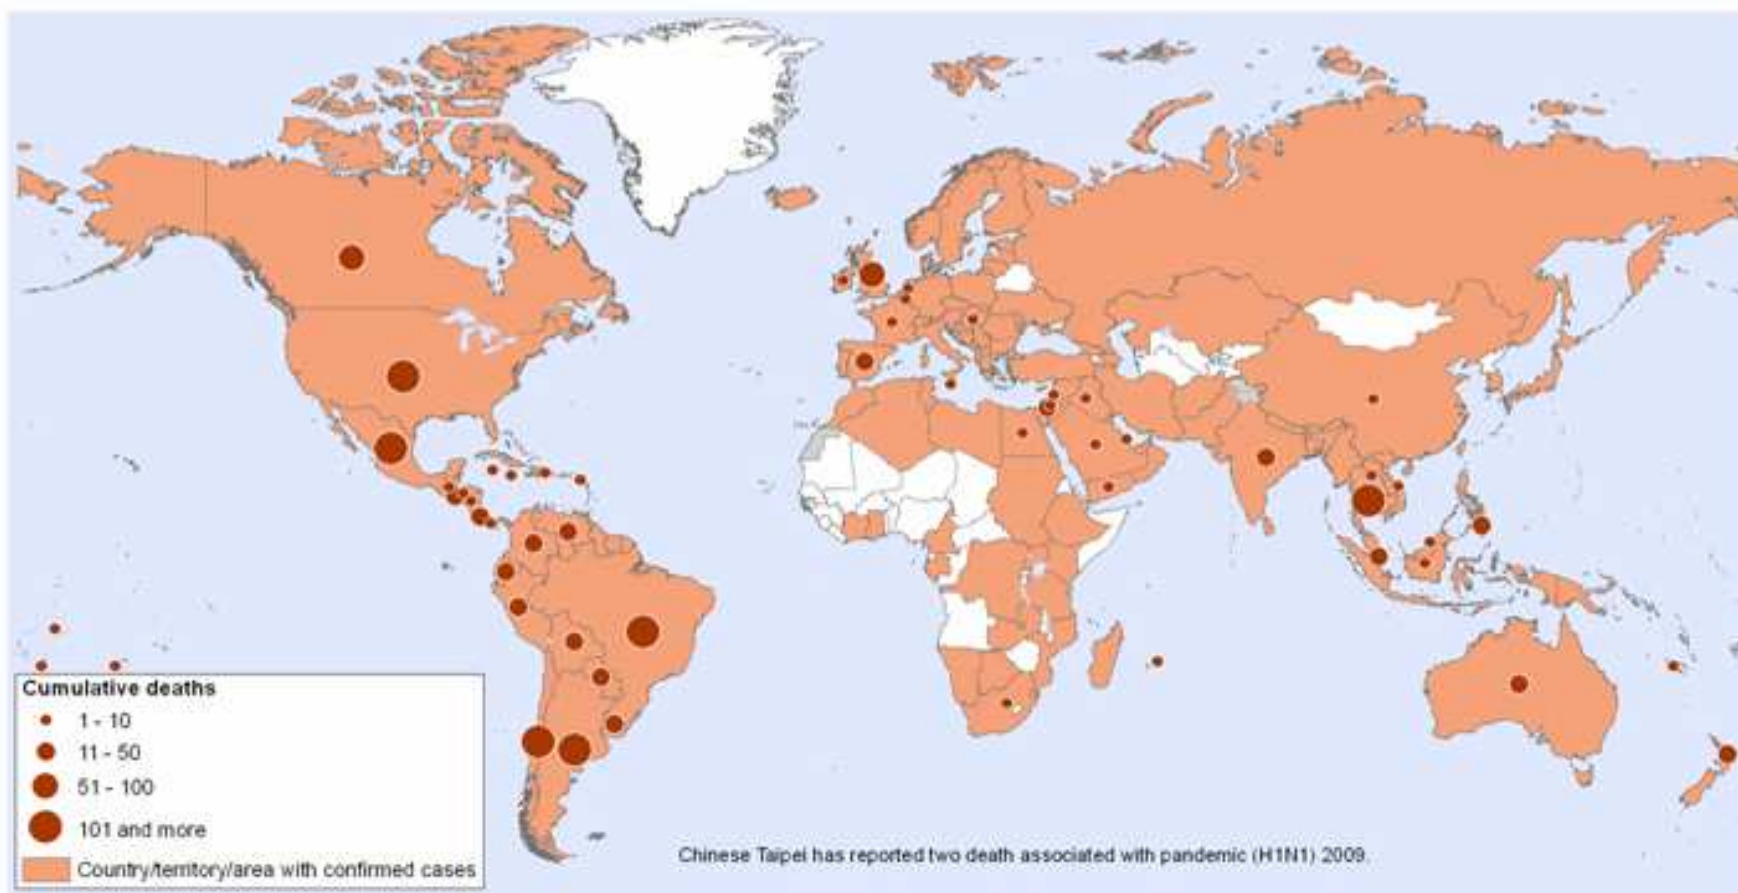 Cumulative deaths
1 - 10
11 - 50
51 - 100
101 and more
Country/territory/area with confirmed cases
Chinese Taipei has reported two death associated with pandemic (H1N1) 2009.